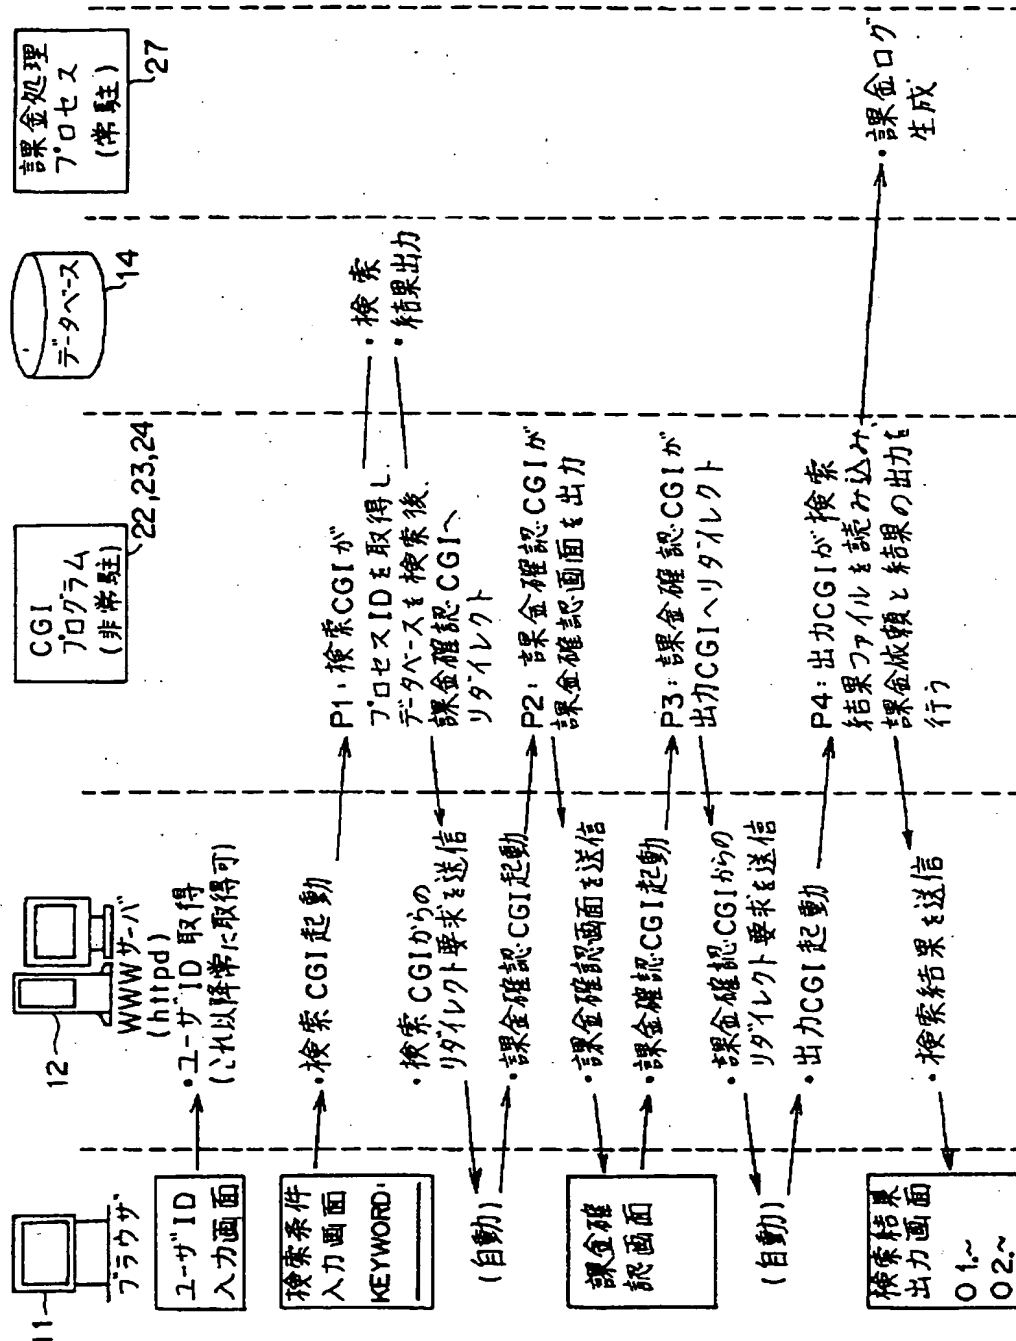 11
ブラウザ
12
WWWサーバ
(httpd)
CGI
プログラム
(非常駐)
22,23,24
データベース
14
課金処理
プロセス
(常駐)
27
ユーザID
入力画面
・ユーザID取得
(これ以降常に取得可)
検索条件
入力画面
KEYWORD:
・検索CGI起動
P1:検索CGIが
プロセスIDを取得し、
データベースを検索後、
課金確認CGIへ
リダイレクト
・検索
・結果出力
・検索CGIからの
リダイレクト要求を送信
(自動)
・課金確認CGI起動
P2:課金確認CGIが
課金確認画面を出力
・課金確認画面を送信
課金確
認画面
・課金確認CGI起動
P3:課金確認CGIが
出力CGIへリダイレクト
・課金確認CGIからの
リダイレクト要求を送信
(自動)
・出力CGI起動
P4:出力CGIが検索
結果ファイルを読み込み、
課金依頼と結果の出力を
行う
・課金ログ
生成
・検索結果を送信
検索結果
出力画面
O1.~
O2.~